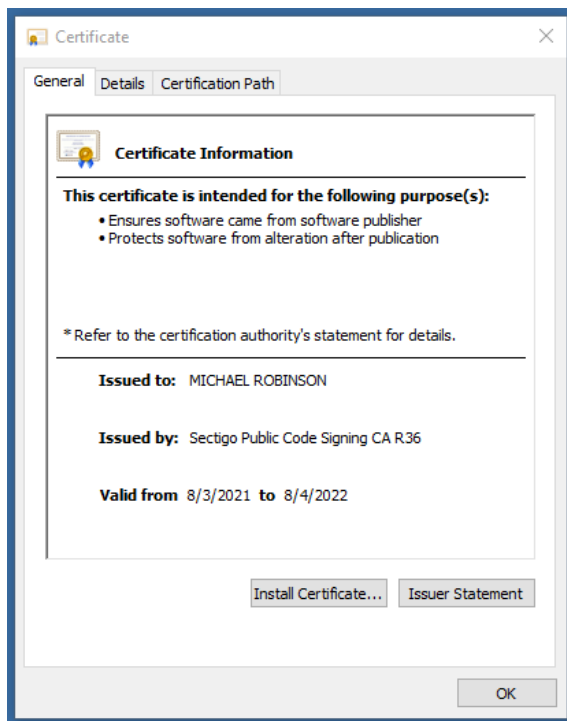 Certificate
General Details Certification Path
Certificate Information
This certificate is intended for the following purpose(s):
• Ensures software came from software publisher
• Protects software from alteration after publication
* Refer to the certification authority's statement for details.
Issued to: MICHAEL ROBINSON
Issued by: Sectigo Public Code Signing CA R36
Valid from 8/3/2021 to 8/4/2022
Install Certificate... Issuer Statement
OK